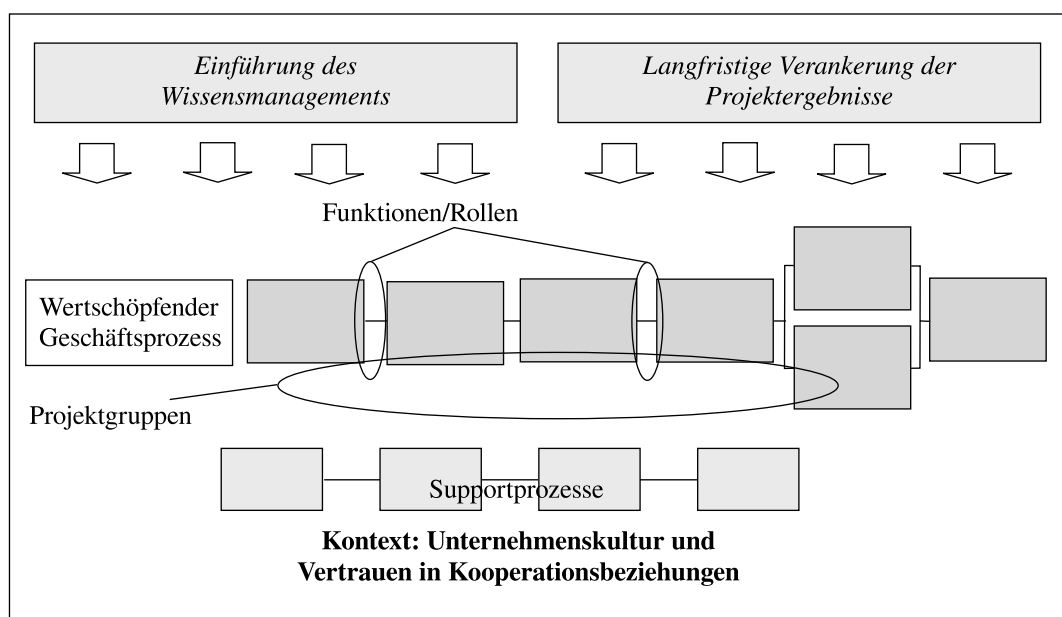 Einführung des
Wissensmanagements
Langfristige Verankerung der
Projektergebnisse
Funktionen/Rollen
Wertschöpfender
Geschäftsprozess
Projektgruppen
Supportprozesse
Kontext: Unternehmenskultur und
Vertrauen in Kooperationsbeziehungen